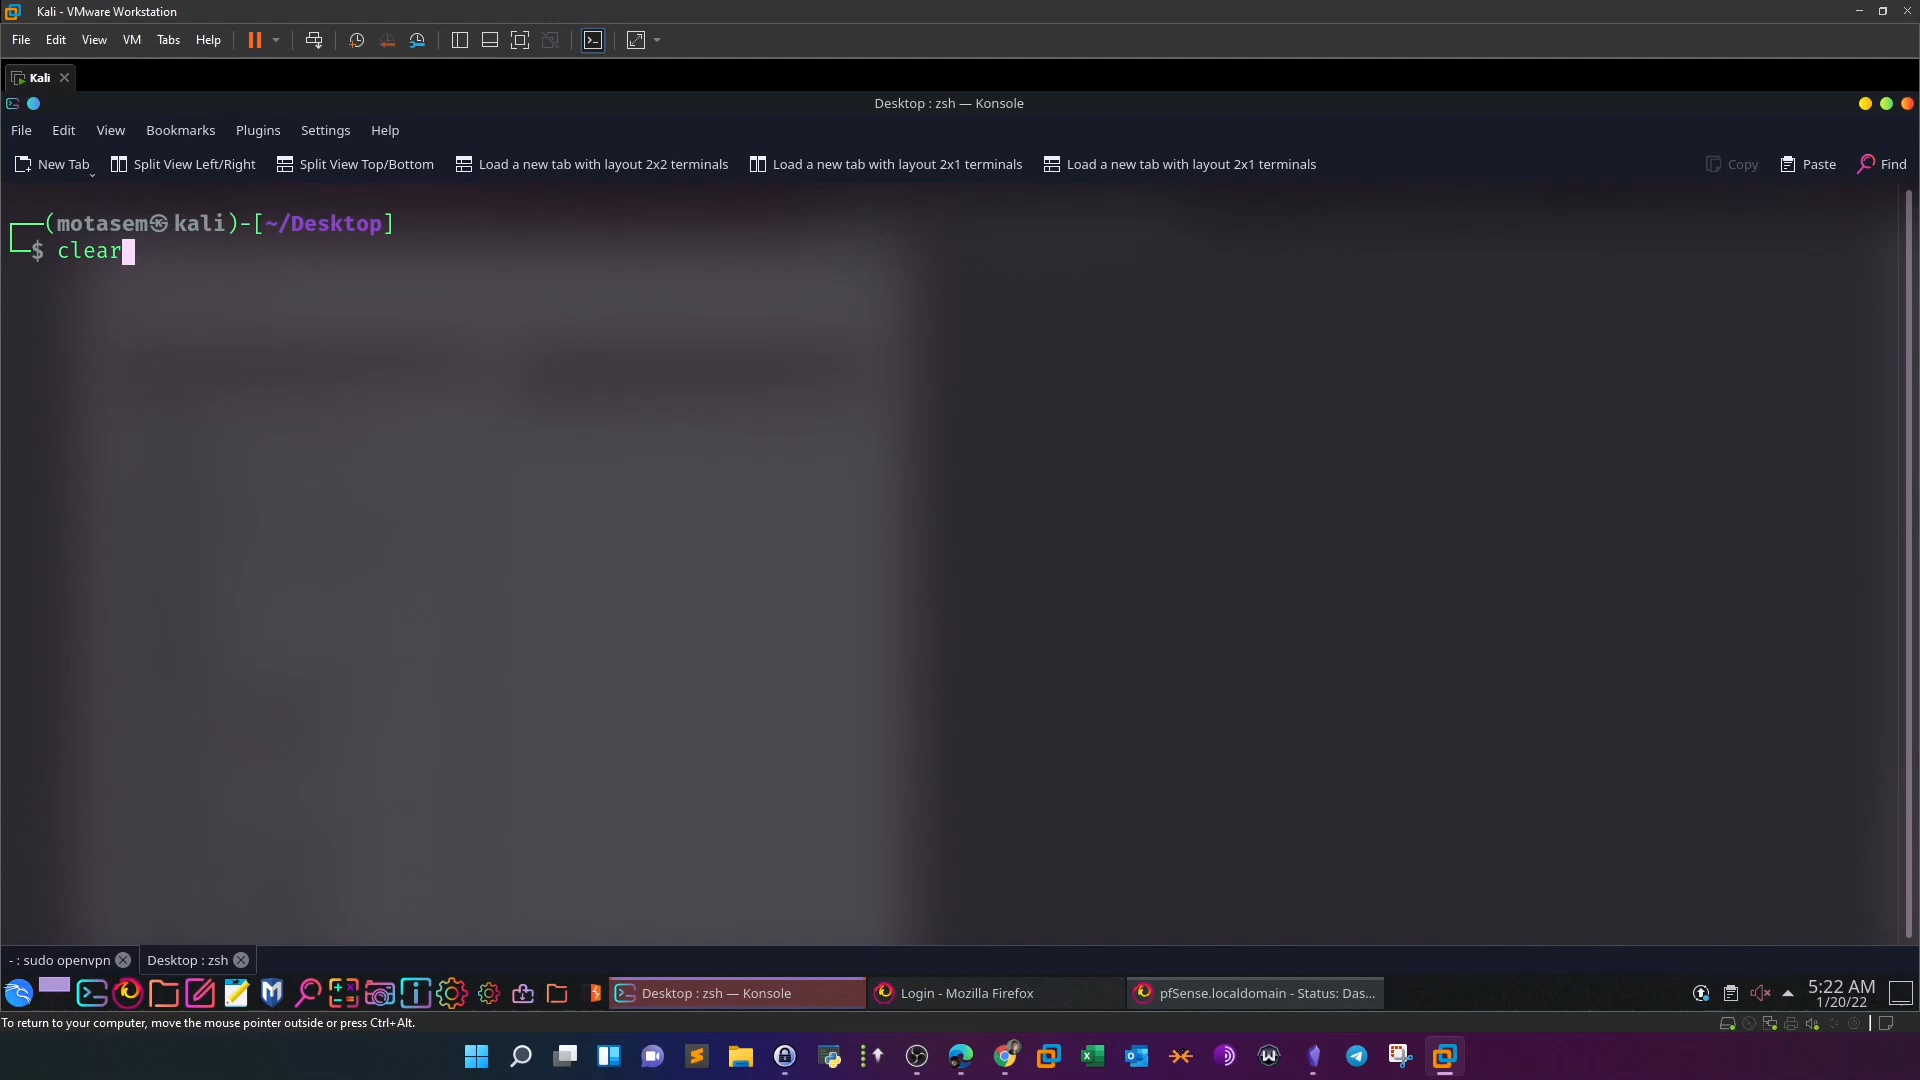 Kali - VMware Workstation
File Edit View VM Tabs Help
Kali
Desktop : zsh — Konsole
File Edit View Bookmarks Plugins Settings Help
New Tab Split View Left/Right Split View Top/Bottom Load a new tab with layout 2x2 terminals Load a new tab with layout 2x1 terminals Load a new tab with layout 2x1 terminals Copy Paste Find
(motasem㉿kali)-[~/Desktop]
$ clear
- : sudo openvpn Desktop : zsh
Desktop : zsh — Konsole Login - Mozilla Firefox pfSense.localdomain - Status: Das... 5:22 AM
1/20/22
To return to your computer, move the mouse pointer outside or press Ctrl+Alt.